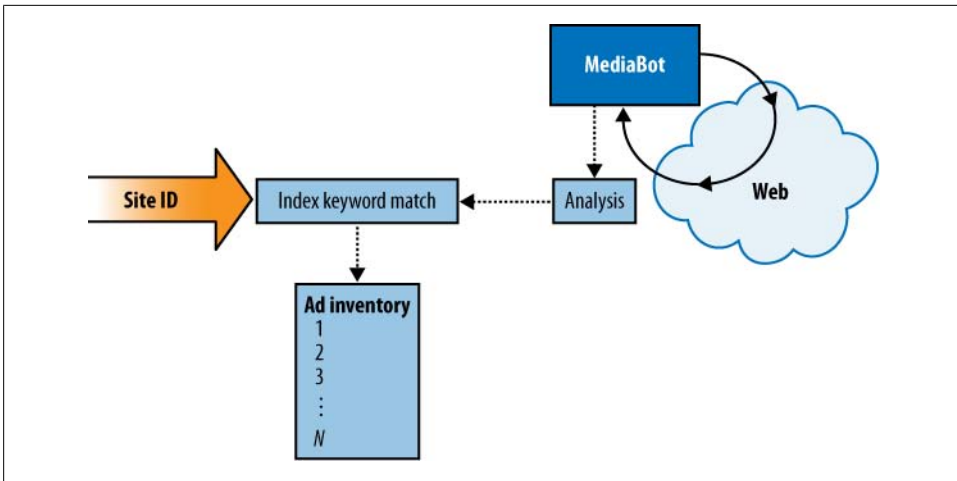 MediaBot
Web
Site ID
Index keyword match
Analysis
Ad inventory
1
2
3
⋮
N